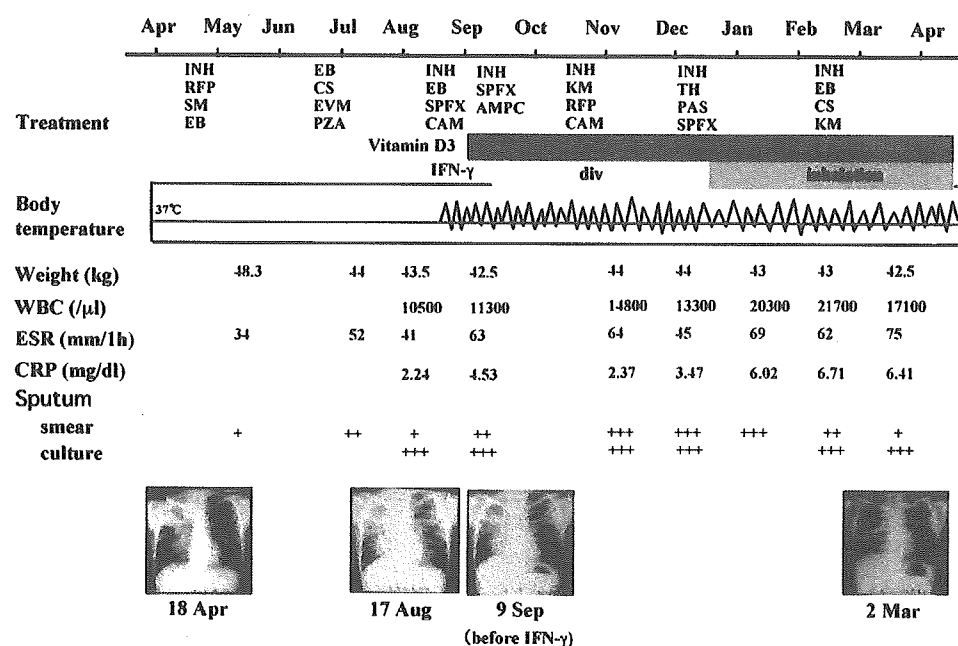 Apr May Jun Jul Aug Sep Oct Nov Dec Jan Feb Mar Apr
INH EB INH INH INH INH INH
RFP CS EB SPFX KM TH EB
SM EVM SPFX AMPC RFP PAS CS
Treatment EB PZA CAM CAM SPFX KM
Vitamin D3
IFN-γ div
Body
temperature
37℃
Weight (kg) 48.3 44 43.5 42.5 44 44 43 43 42.5
WBC (/μl) 10500 11300 14800 13300 20300 21700 17100
ESR (mm/1h) 34 52 41 63 64 45 69 62 75
CRP (mg/dl) 2.24 4.53 2.37 3.47 6.02 6.71 6.41
Sputum
smear + ++ + ++ +++ +++ +++ ++ +
culture +++ +++ +++ +++ +++ +++
18 Apr 17 Aug 9 Sep 2 Mar
(before IFN-γ)